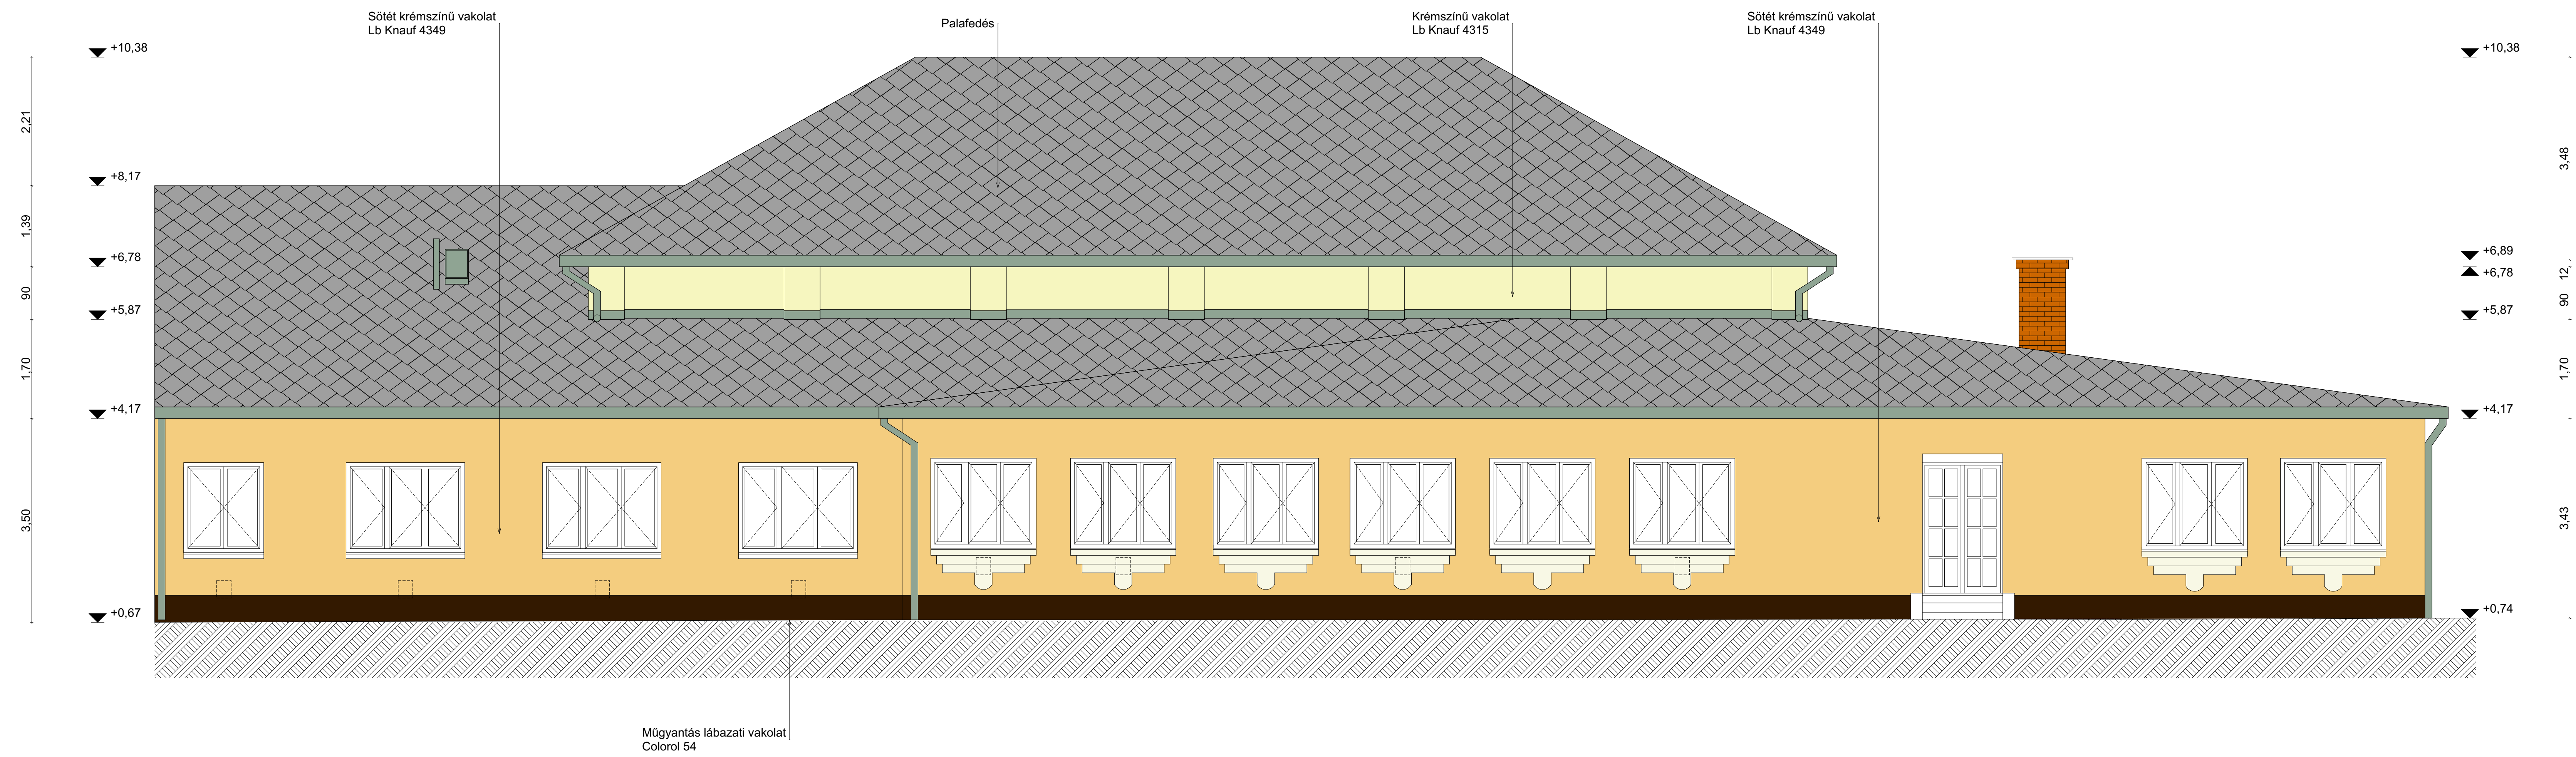 Sötét krémszínű vakolat
Lb Knauf 4349
Palafedés
Krémszínű vakolat
Lb Knauf 4315
Sötét krémszínű vakolat
Lb Knauf 4349
+10,38
+8,17
+6,78
+5,87
+4,17
+0,67
2,21
1,39
90
1,70
3,50
+10,38
+6,89
+6,78
+5,87
+4,17
+0,74
3,48
12
90
1,70
3,43
Műgyantás lábazati vakolat
Colorol 54